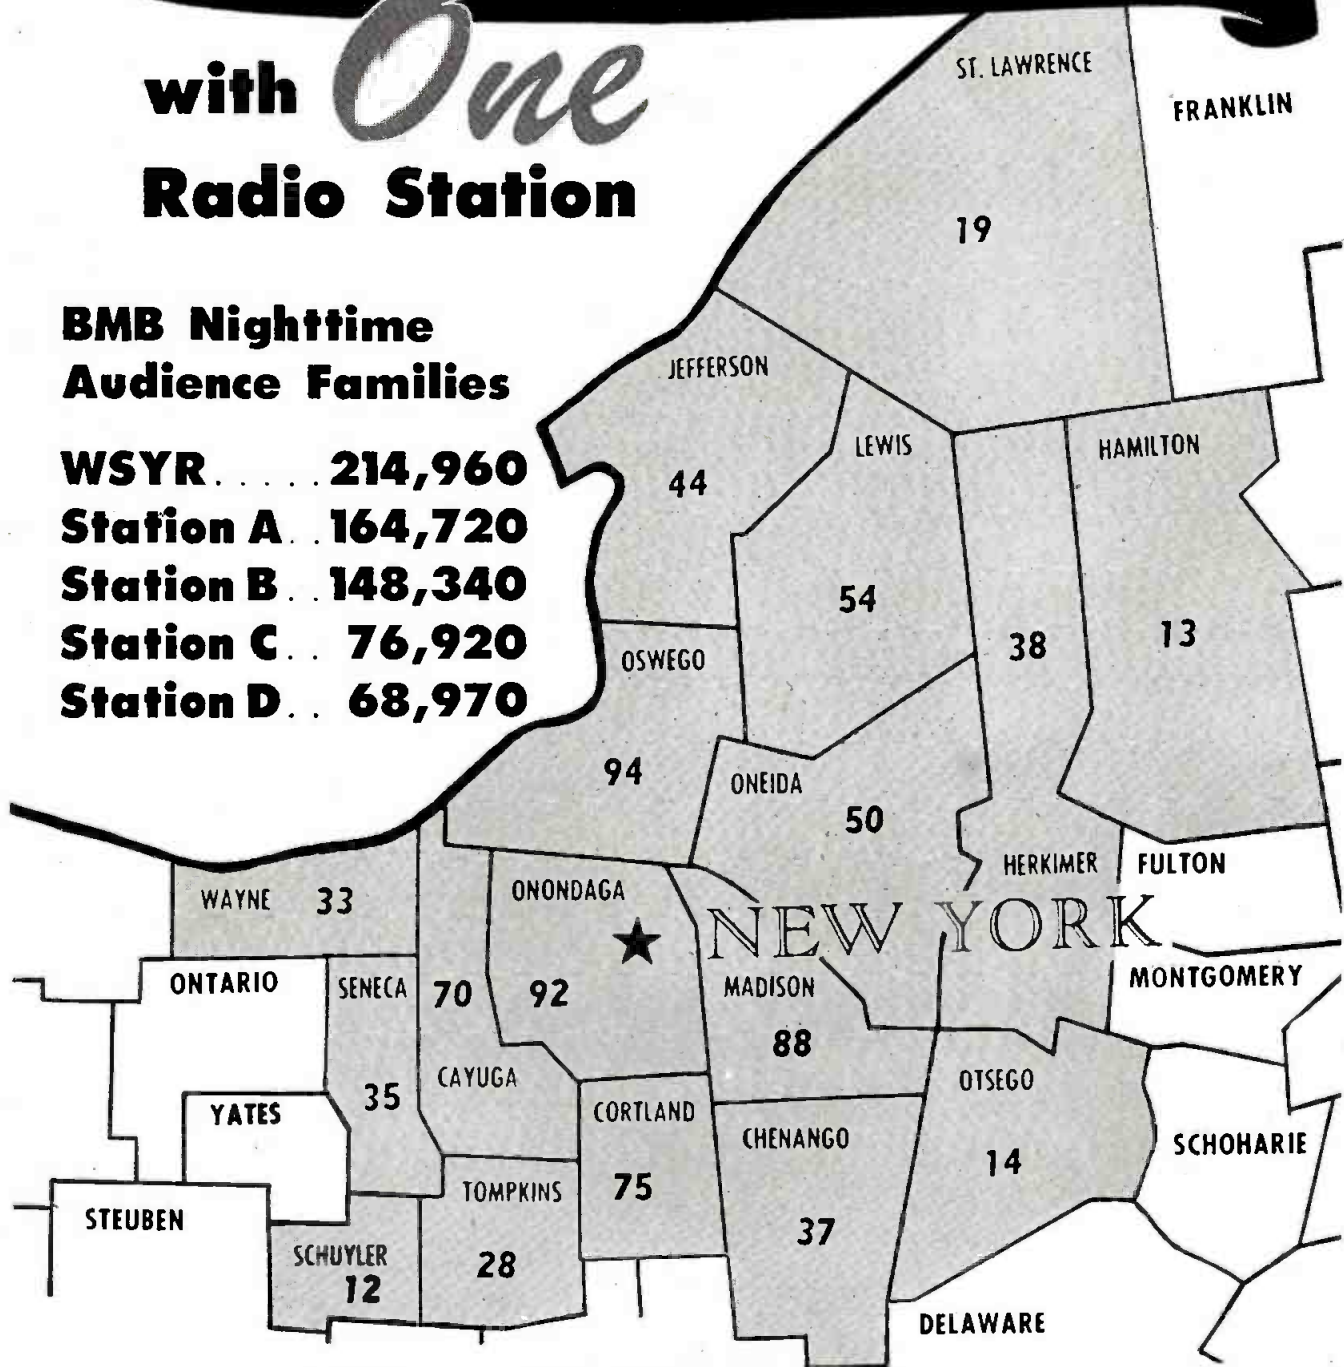 with One
Radio Station
BMB Nighttime
Audience Families
WSYR..... 214,960
Station A.. 164,720
Station B.. 148,340
Station C.. 76,920
Station D.. 68,970
ST. LAWRENCE
FRANKLIN
19
JEFFERSON
44
LEWIS
54
HAMILTON
38
13
OSWEGO
94
ONEIDA
50
HERKIMER
FULTON
WAYNE 33
ONONDAGA
★ NEW YORK
ONTARIO
SENECA
70
92
MADISON
MONTGOMERY
88
35
CAYUGA
OTSEGO
YATES
CORTLAND
CHENANGO
14
SCHOHARIE
STEUBEN
TOMPKINS
75
37
SCHUYLER
12
28
DELAWARE